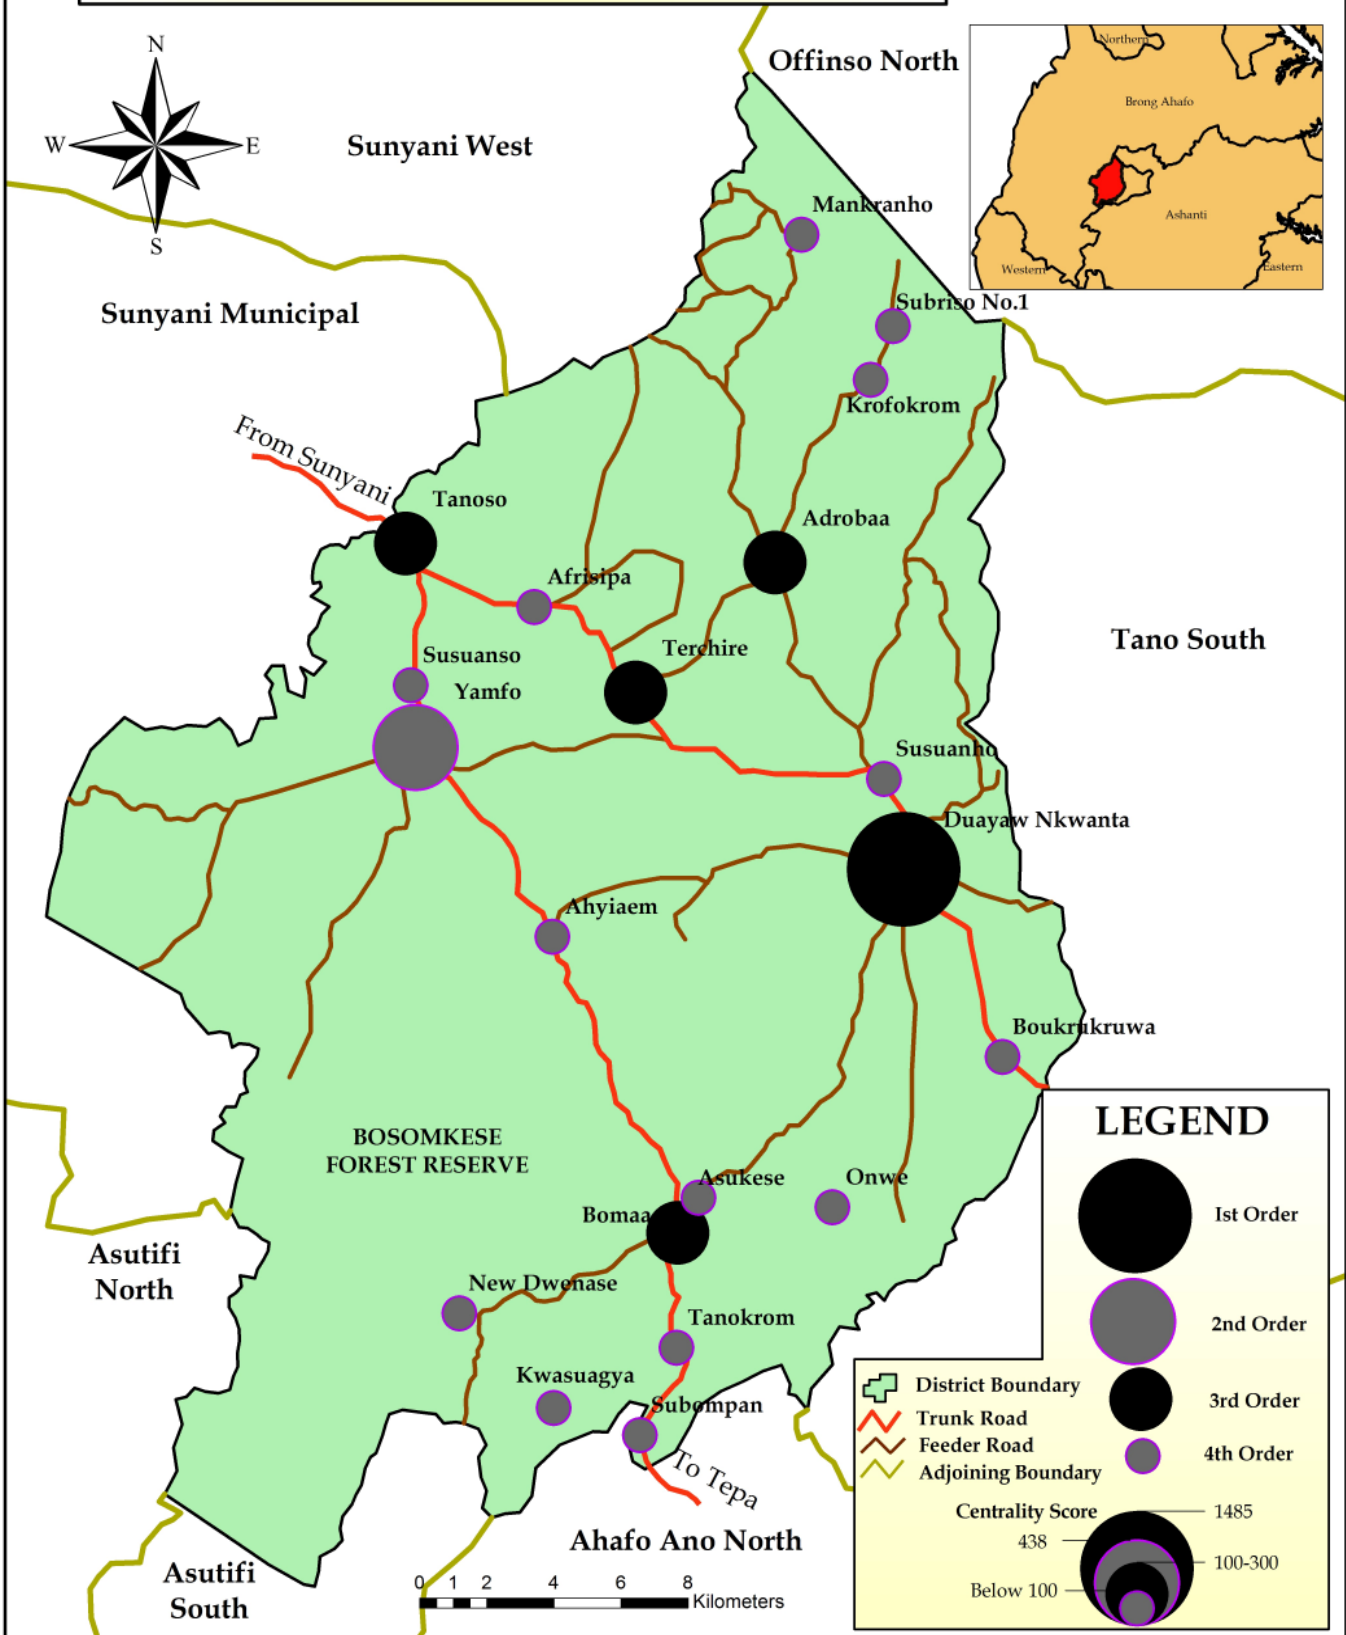 Offinso North
Northern
N
Brong Ahafo
Sunyani West
W
E
Mankranho
Ashanti
S
Western
Eastern
Sunyani Municipal
Subriso No.1
Krofokrom
From Sunyani
Tanoso
Adrobaa
Afrisipa
Tano South
Terchire
Susuanso
Yamfo
Susuanho
Duayaw Nkwanta
Ahyiaem
Boukrukruwa
LEGEND
BOSOMKESE
FOREST RESERVE
Asukese
Onwe
Bomaa
1st Order
Asutifi
North
New Dwenase
Tanokrom
2nd Order
Kwasuagya
Subompan
District Boundary
3rd Order
Trunk Road
Feeder Road
4th Order
Adjoining Boundary
To Tepa
Centrality Score
1485
438
Ahafo Ano North
100-300
Asutifi
South
Below 100
0 1 2 4 6 8
Kilometers